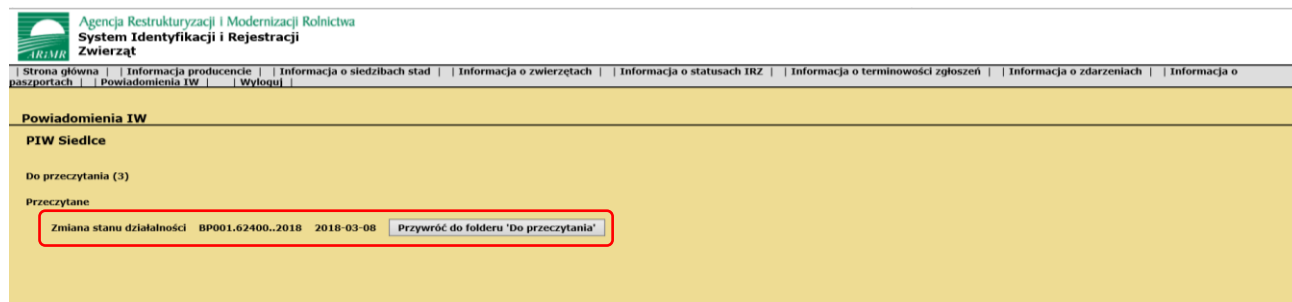 Agencja Restrukturyzacji i Modernizacji Rolnictwa
System Identyfikacji i Rejestracji
Zwierząt
ARiMR
| Strona główna | | Informacja producencie | | Informacja o siedzibach stad | | Informacja o zwierzętach | | Informacja o statusach IRZ | | Informacja o terminowości zgłoszeń | | Informacja o zdarzeniach | | Informacja o
paszportach | | Powiadomienia IW | | Wyloguj |
Powiadomienia IW
PIW Siedlce
Do przeczytania (3)
Przeczytane
Zmiana stanu działalności BP001.62400..2018 2018-03-08 Przywróć do folderu 'Do przeczytania'